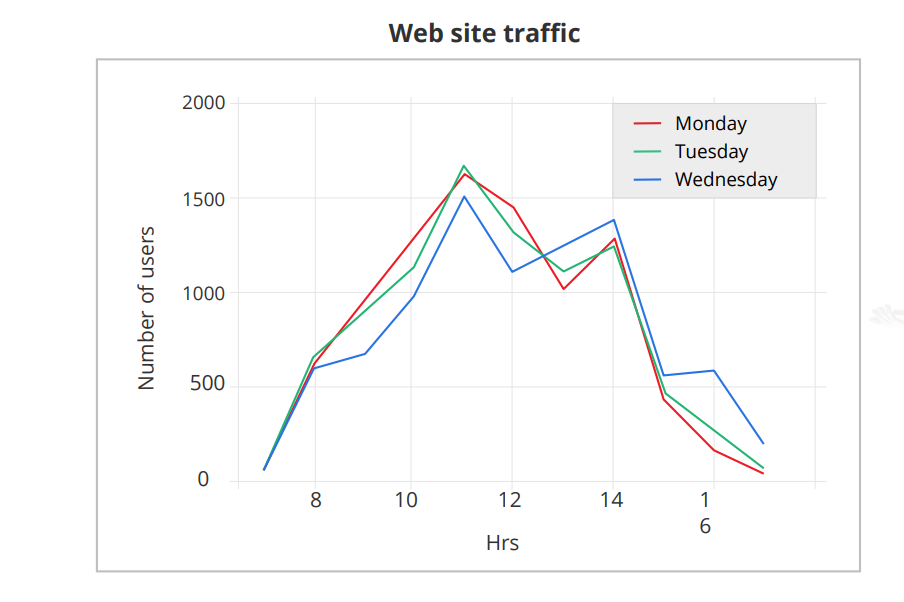 Web site traffic
2000
1500
1000
500
0
Number of users
Monday
Tuesday
Wednesday
8 10 12 14 1
6
Hrs